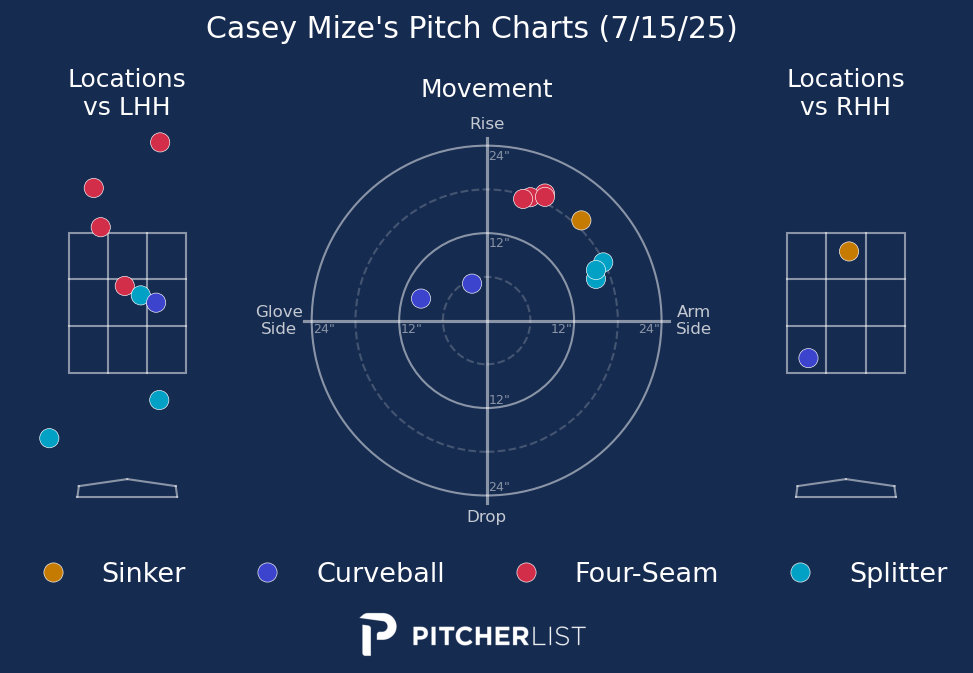 Casey Mize's Pitch Charts (7/15/25)
Locations
vs LHH
Movement
Locations
vs RHH
Rise
24"
12"
Glove
Side
24"
12"
12"
24"
Arm
Side
12"
24"
Drop
Sinker
Curveball
Four-Seam
Splitter
PITCHERLIST